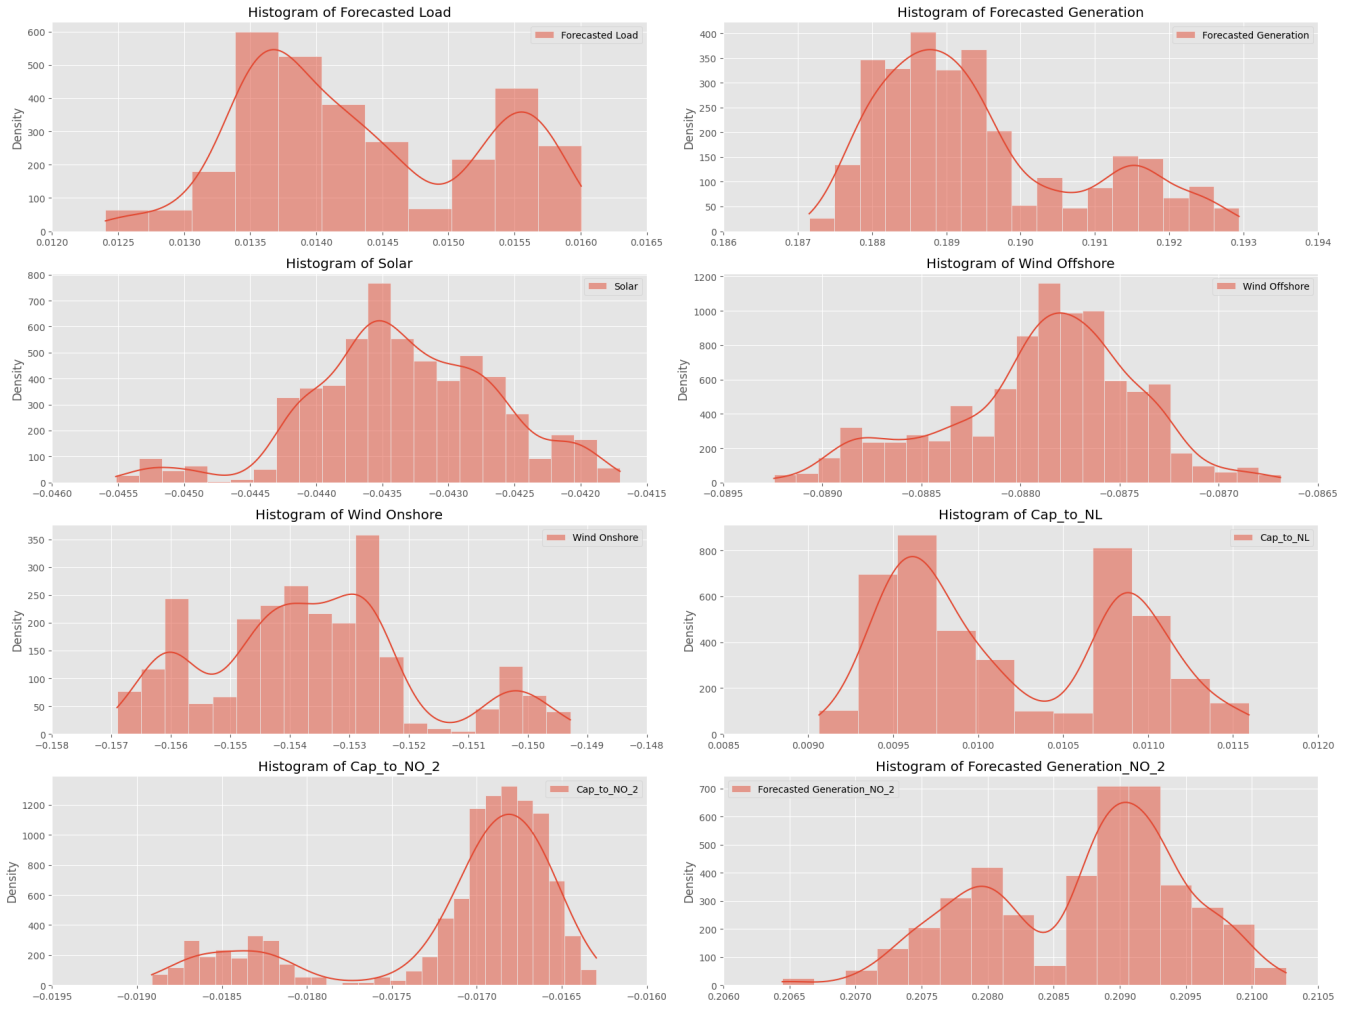 Histogram of Forecasted Load
Forecasted Load
Density
600
500
400
300
200
100
0
0.0120 0.0125 0.0130 0.0135 0.0140 0.0145 0.0150 0.0155 0.0160 0.0165
Histogram of Forecasted Generation
Forecasted Generation
Density
400
350
300
250
200
150
100
50
0
0.186 0.187 0.188 0.189 0.190 0.191 0.192 0.193 0.194
Histogram of Solar
Solar
Density
800
700
600
500
400
300
200
100
0
−0.0460 −0.0455 −0.0450 −0.0445 −0.0440 −0.0435 −0.0430 −0.0425 −0.0420 −0.0415
Histogram of Wind Offshore
Wind Offshore
Density
1200
1000
800
600
400
200
0
−0.0895 −0.0890 −0.0885 −0.0880 −0.0875 −0.0870 −0.0865
Histogram of Wind Onshore
Wind Onshore
Density
350
300
250
200
150
100
50
0
−0.158 −0.157 −0.156 −0.155 −0.154 −0.153 −0.152 −0.151 −0.150 −0.149 −0.148
Histogram of Cap_to_NL
Cap_to_NL
Density
800
600
400
200
0
0.0085 0.0090 0.0095 0.0100 0.0105 0.0110 0.0115 0.0120
Histogram of Cap_to_NO_2
Cap_to_NO_2
Density
1200
1000
800
600
400
200
0
−0.0195 −0.0190 −0.0185 −0.0180 −0.0175 −0.0170 −0.0165 −0.0160
Histogram of Forecasted Generation_NO_2
Forecasted Generation_NO_2
Density
700
600
500
400
300
200
100
0
0.2060 0.2065 0.2070 0.2075 0.2080 0.2085 0.2090 0.2095 0.2100 0.2105